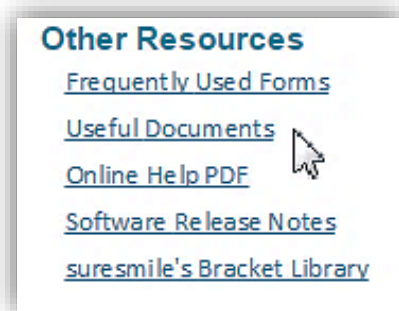 Other Resources
Frequently Used Forms
Useful Documents
Online Help PDF
Software Release Notes
suresmile's Bracket Library